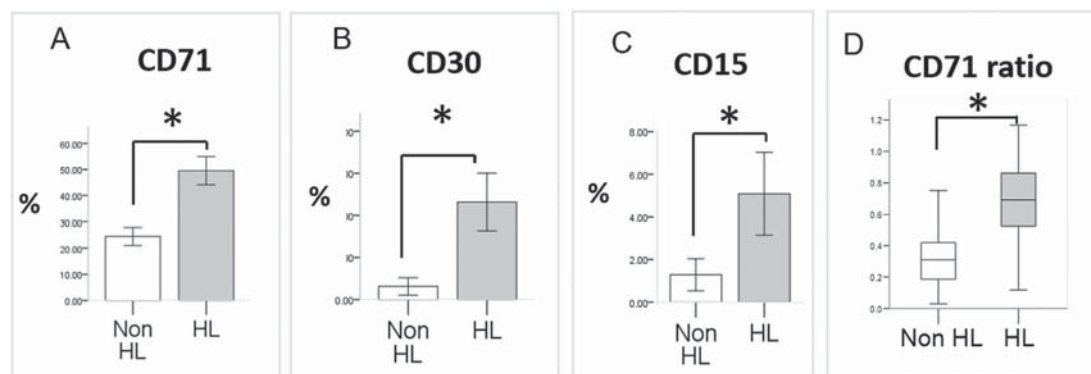 A
CD71
*
%
60.00
50.00
40.00
30.00
20.00
10.00
0.00
Non
HL
HL
B
CD30
*
%
Non
HL
HL
C
CD15
*
%
8.00
6.00
4.00
2.00
0.00
Non
HL
HL
D
CD71 ratio
*
1.2
1.0
0.8
0.6
0.4
0.2
0.0
Non HL
HL